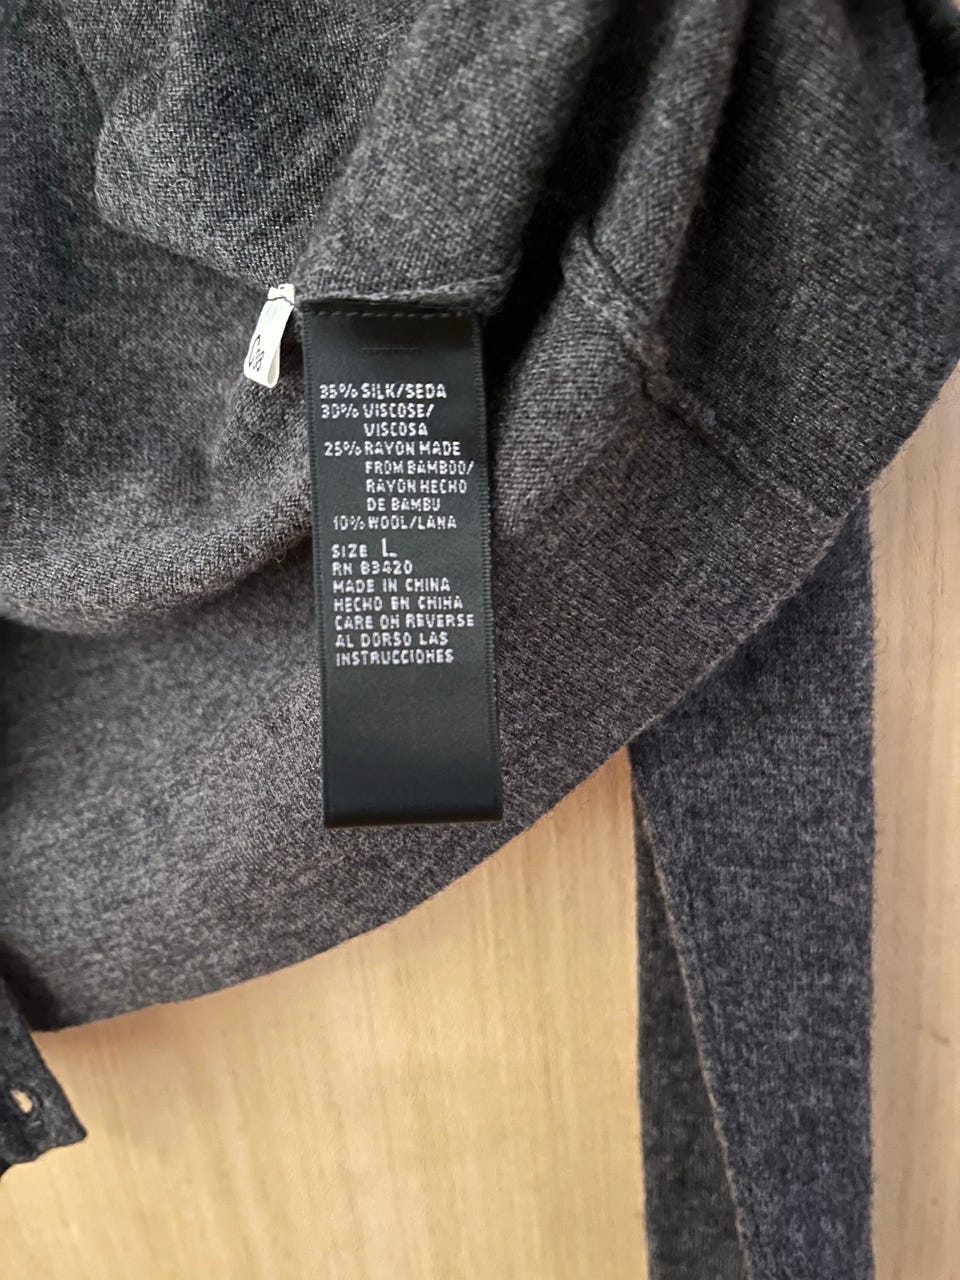 C38
35% SILK/SEDA
30% VISCOSE/
VISCOSA
25% RAYON MADE
FROM BAMBOO/
RAYON HECHO
DE BAMBU
10% WOOL/LANA
SIZE L
RN 83420
MADE IN CHINA
HECHO EN CHINA
CARE ON REVERSE
AL DORSO LAS
INSTRUCCIONES